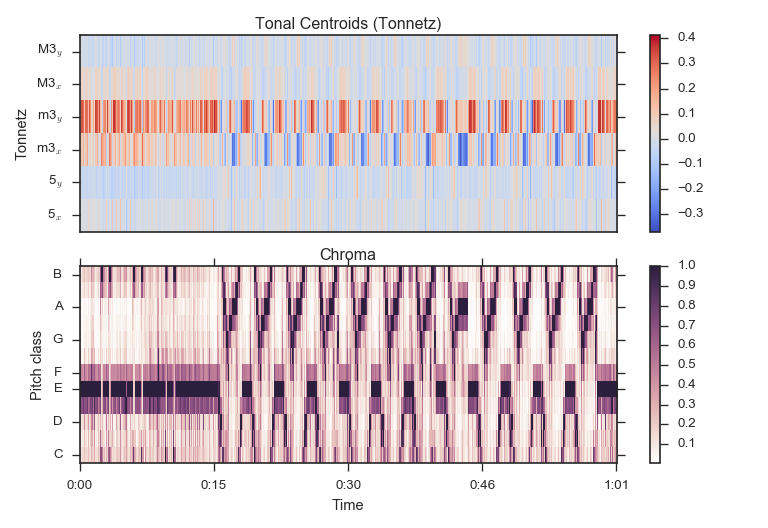 Tonal Centroids (Tonnetz)
Tonnetz
M3y
M3x
m3y
m3x
5y
5x
0.4
0.3
0.2
0.1
0.0
−0.1
−0.2
−0.3
Chroma
Pitch class
B
A
G
F
E
D
C
1.0
0.9
0.8
0.7
0.6
0.5
0.4
0.3
0.2
0.1
0:00 0:15 0:30 0:46 1:01
Time